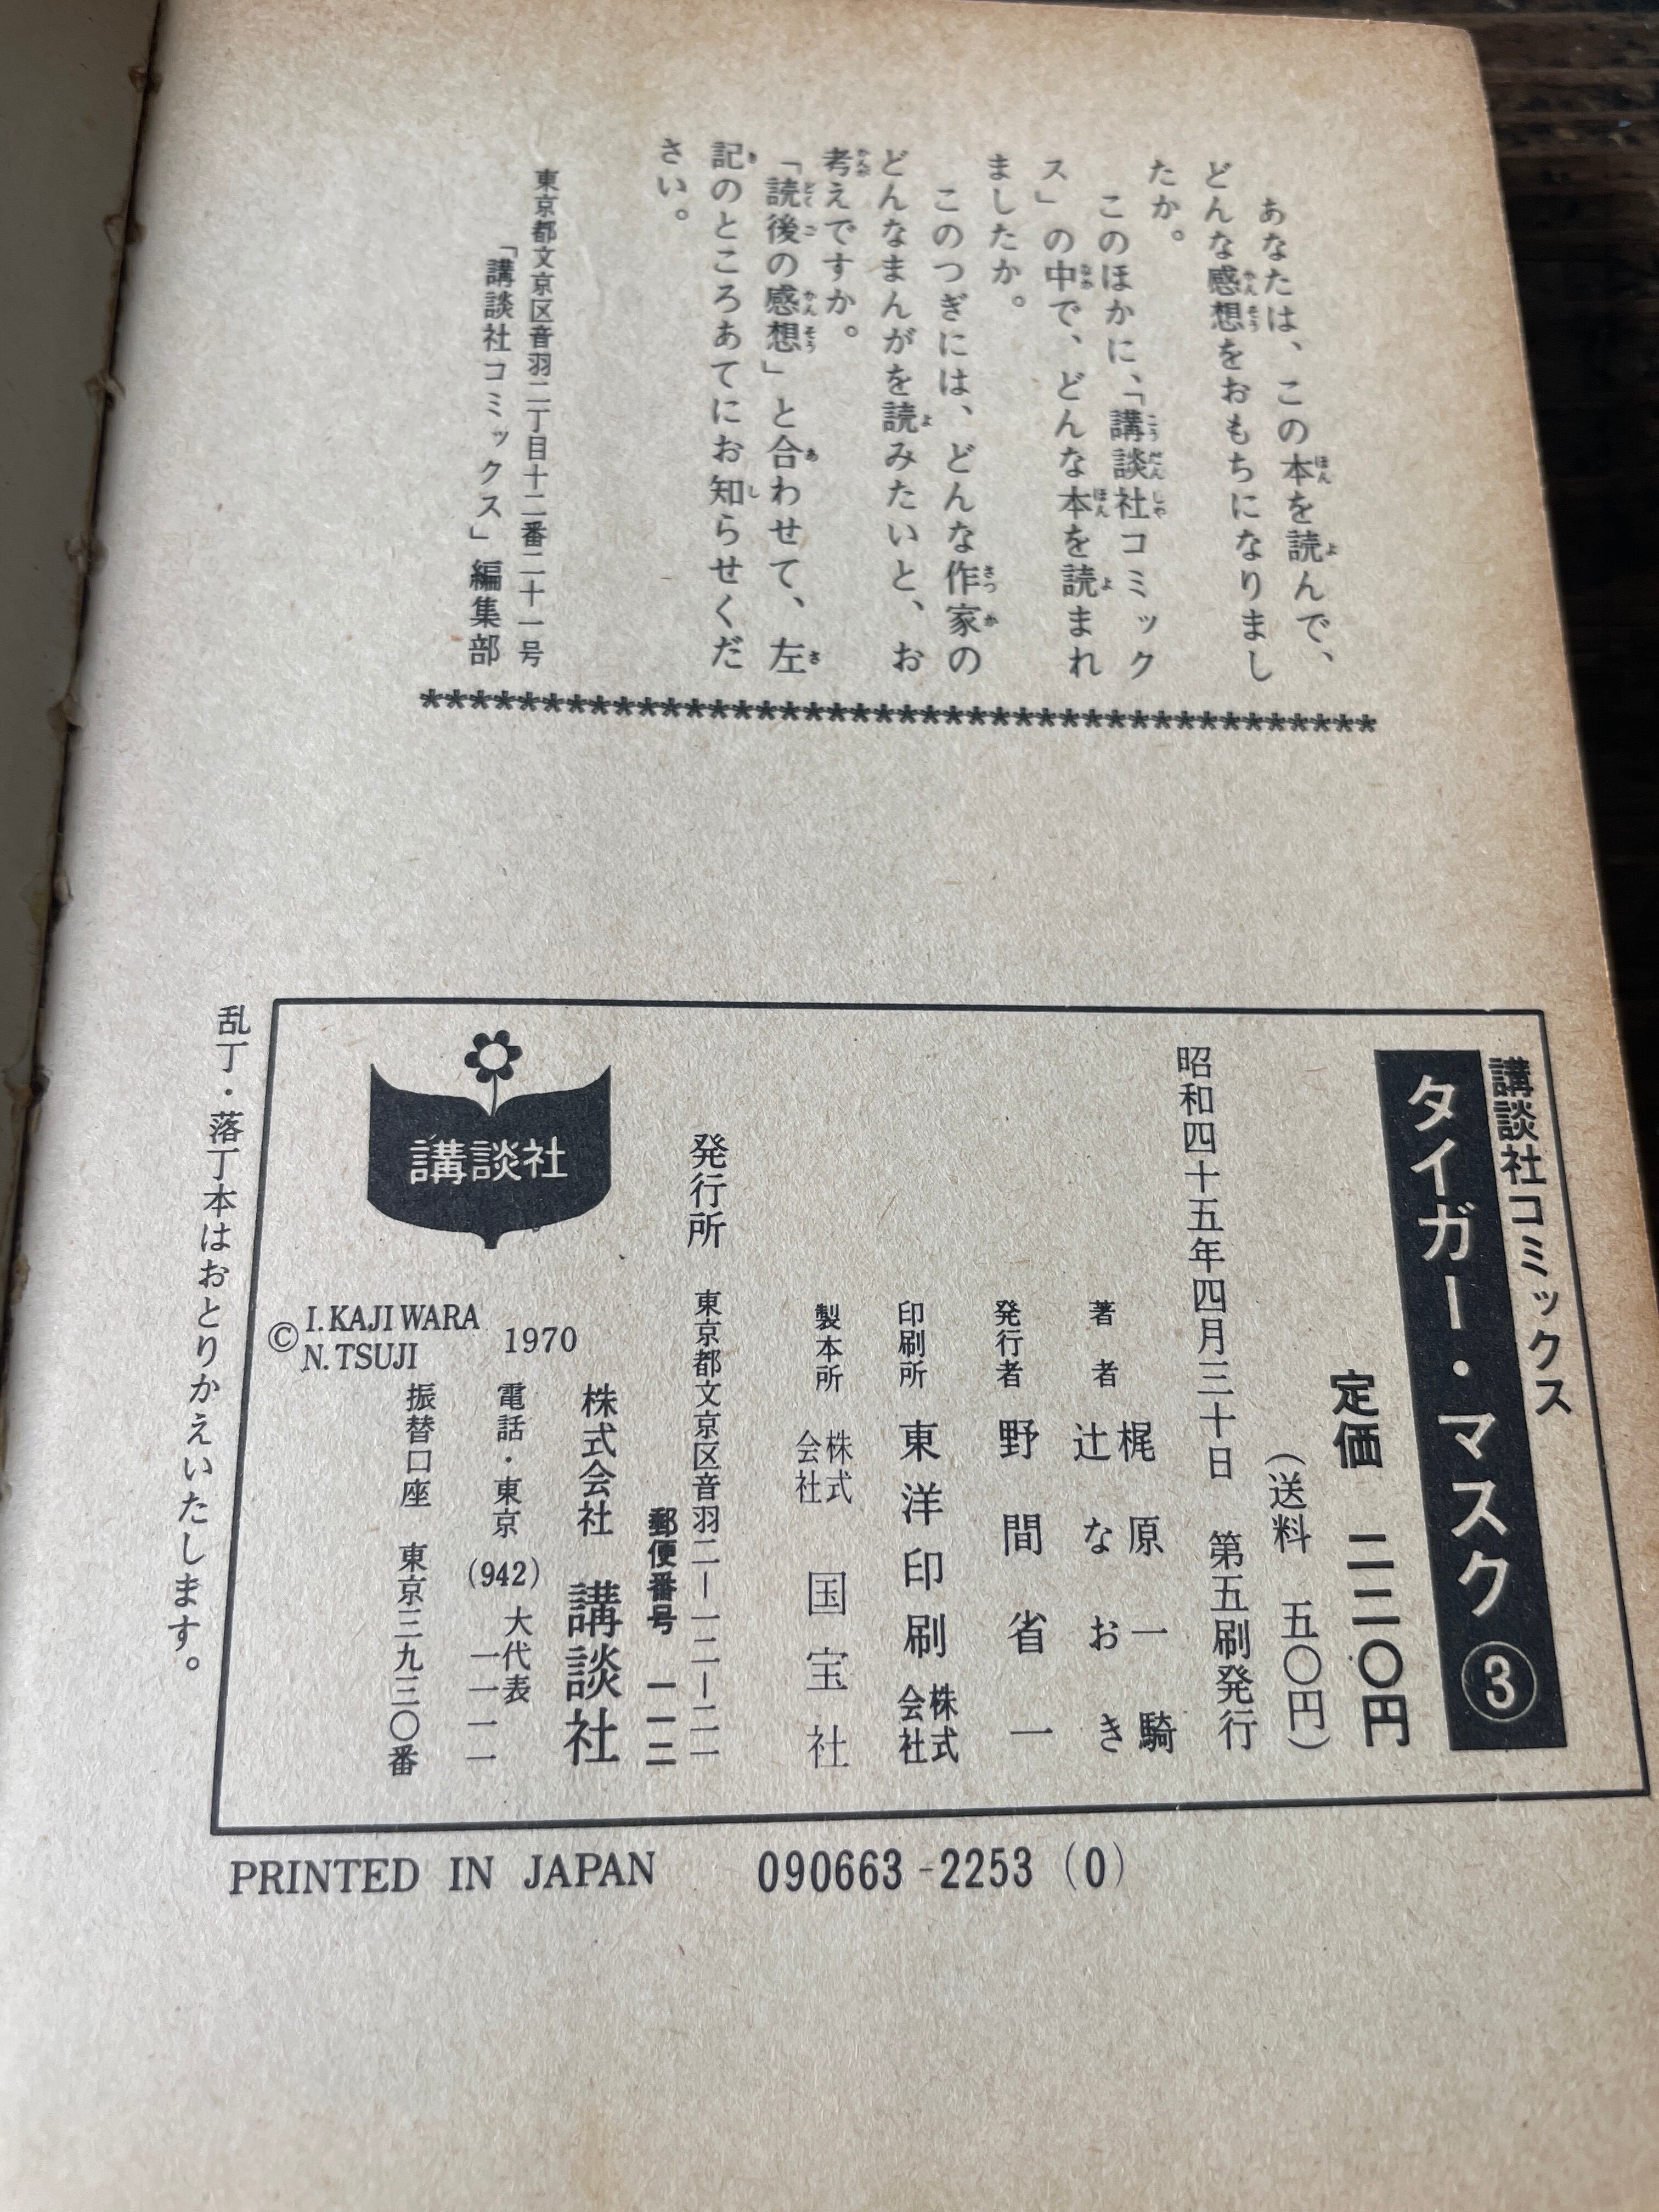 あなたは、この本を読んで、
どんな感想をおもちになりまし
たか。
このほかに、「講談社コミック
ス」の中で、どんな本を読まれ
ましたか。
このつぎには、どんな作家の
どんなまんがを読みたいと、お
考えですか。
「読後の感想」と合わせて、左
記のところあてにお知らせくだ
さい。
東京都文京区音羽二丁目十二番二十一号
「講談社コミックス」編集部
************************************
講談社コミックス
タイガー・マスク③
定価 二二〇円
(送料 五〇円)
昭和四十五年四月三十日 第五刷発行
著者 梶原一騎
辻なおき
発行者 野間省一
印刷所 東洋印刷株式会社
製本所 株式会社国宝社
発行所 東京都文京区音羽二―一二―二一
郵便番号 一一二
株式会社 講談社
電話・東京(942)大代表一一一一
振替口座 東京三九三〇番
講談社
©I. KAJIWARA
N. TSUJI 1970
乱丁・落丁本はおとりかえいたします。
PRINTED IN JAPAN 090663-2253(0)